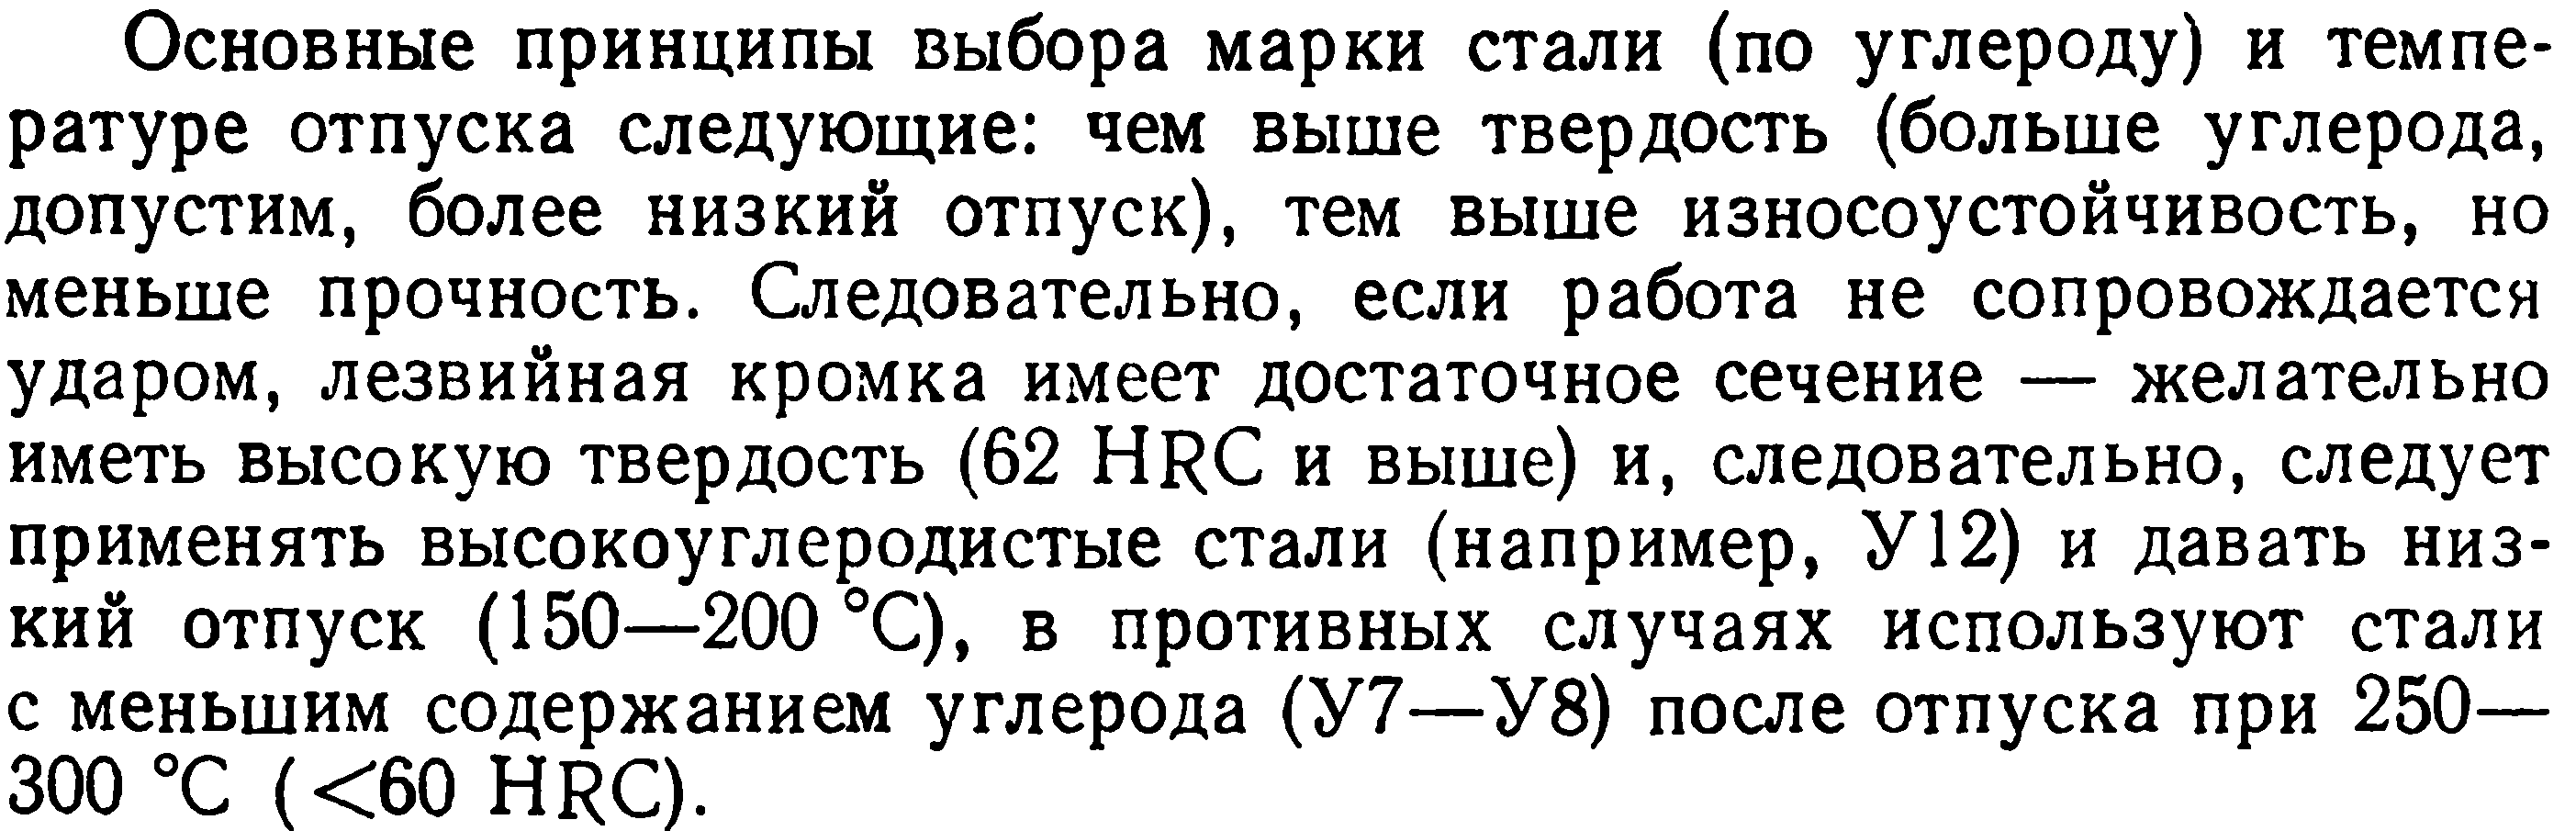 Основные принципы выбора марки стали (по углероду) и темпе-
ратуре отпуска следующие: чем выше твердость (больше углерода,
допустим, более низкий отпуск), тем выше износоустойчивость, но
меньше прочность. Следовательно, если работа не сопровождается
ударом, лезвийная кромка имеет достаточное сечение — желательно
иметь высокую твердость (62 HRC и выше) и, следовательно, следует
применять высокоуглеродистые стали (например, У12) и давать низ-
кий отпуск (150—200 °С), в противных случаях используют стали
с меньшим содержанием углерода (У7—У8) после отпуска при 250—
300 °С (<60 HRC).